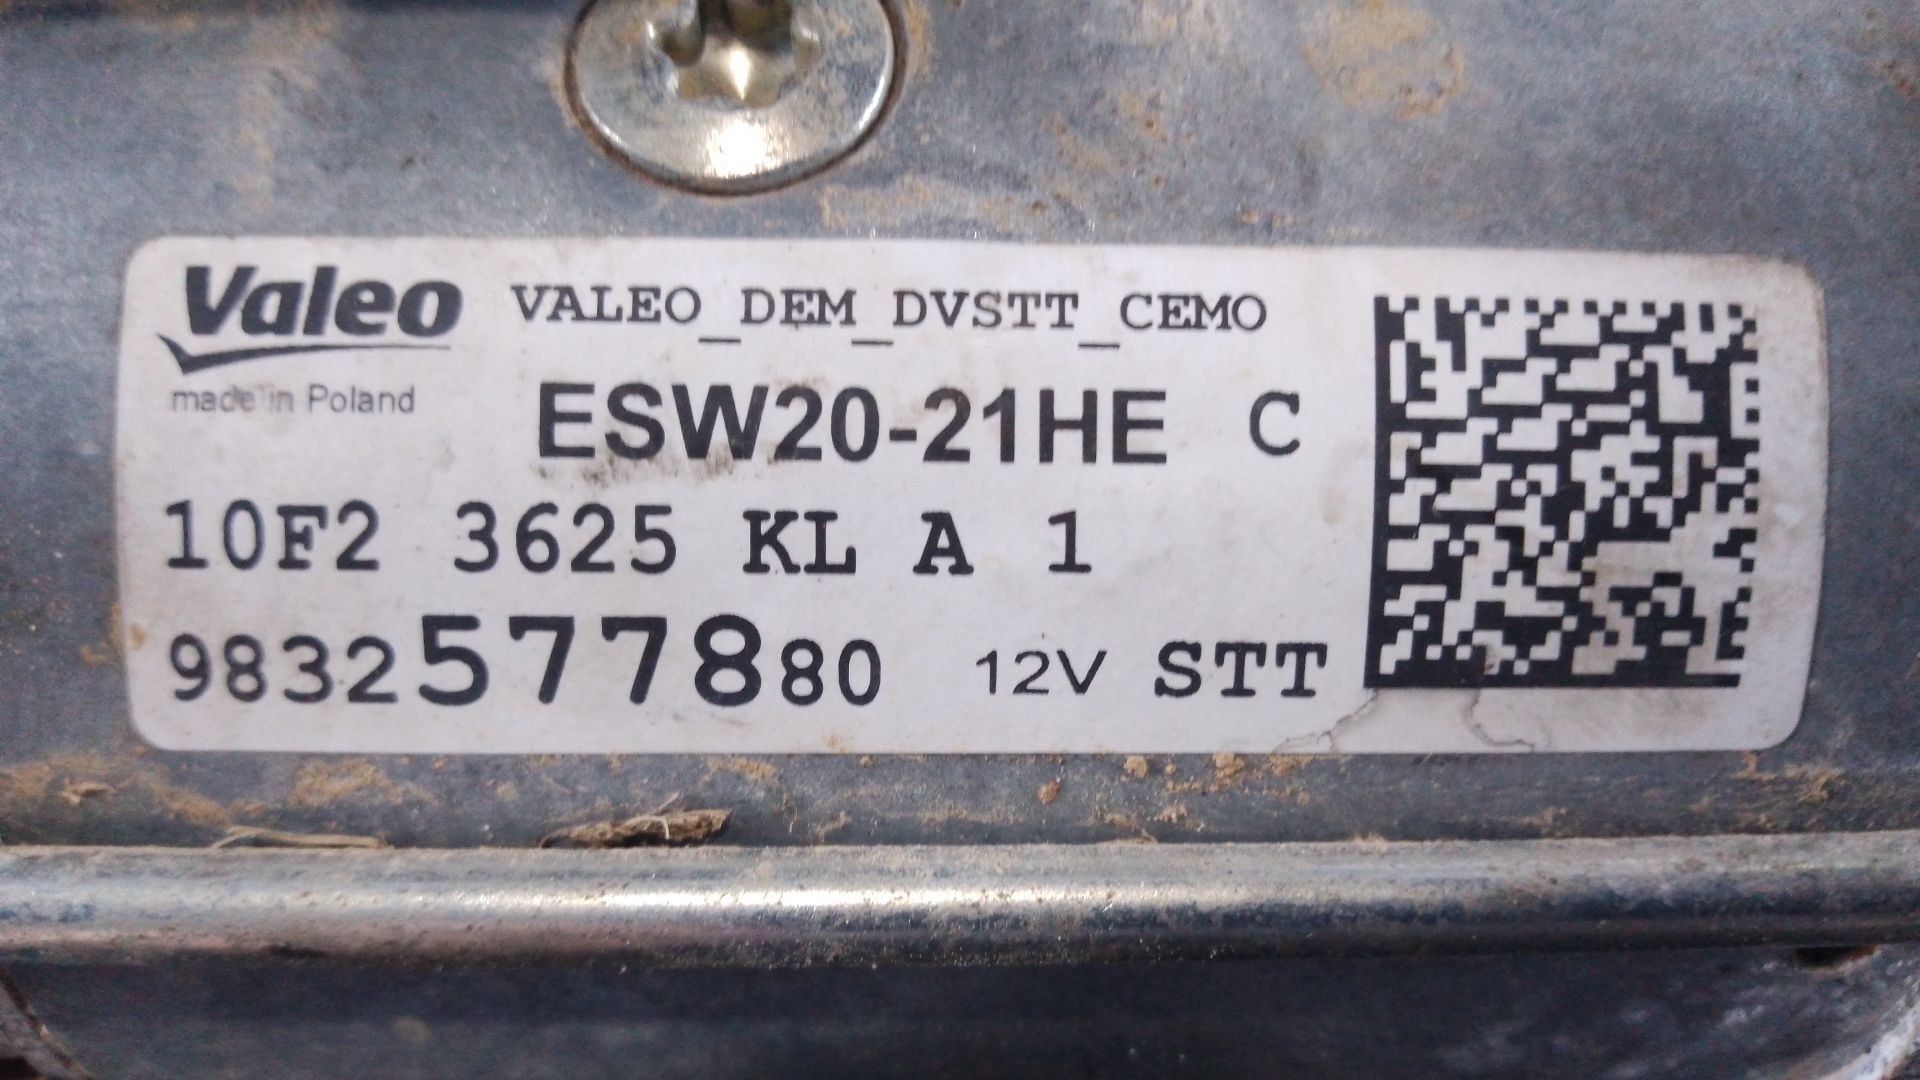 Valeo VALEO_DEM_DVSTT_CEMO
made in Poland
ESW20-21HE C
10F2 3625 KL A 1
9832577880 12V STT